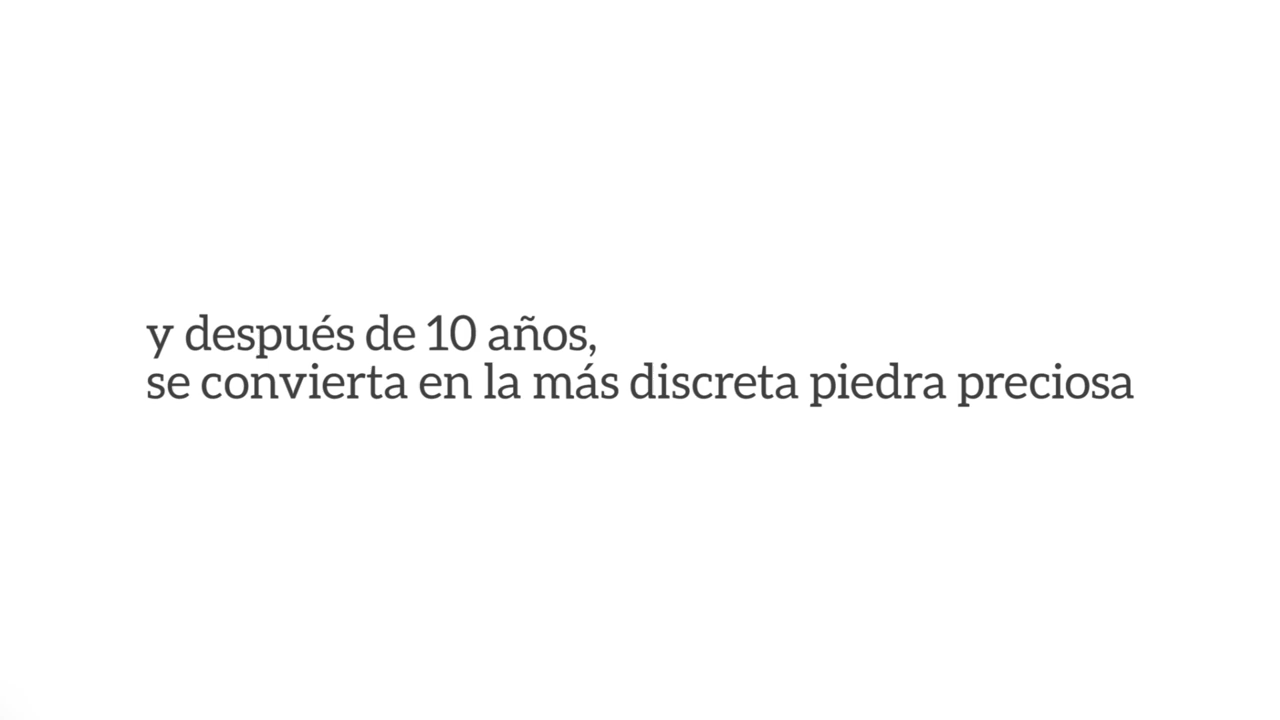 y después de 10 años,
se convierta en la más discreta piedra preciosa